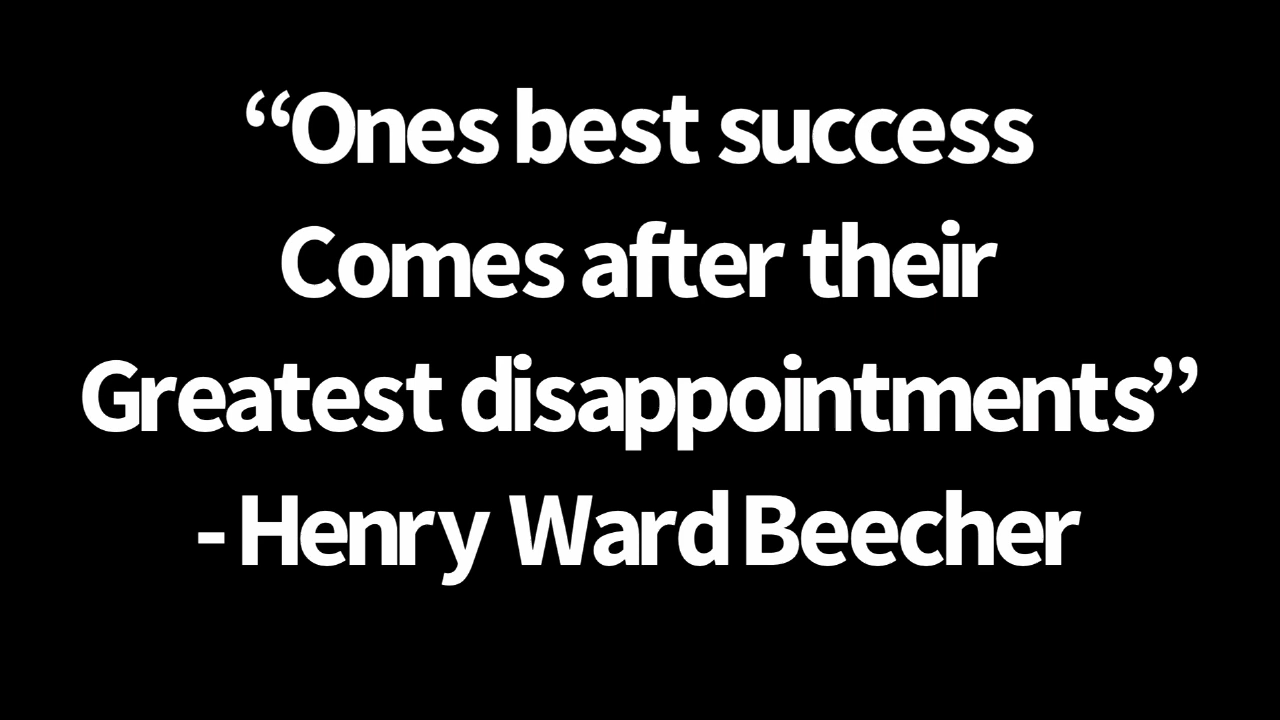 “Ones best success
Comes after their
Greatest disappointments”
- Henry Ward Beecher